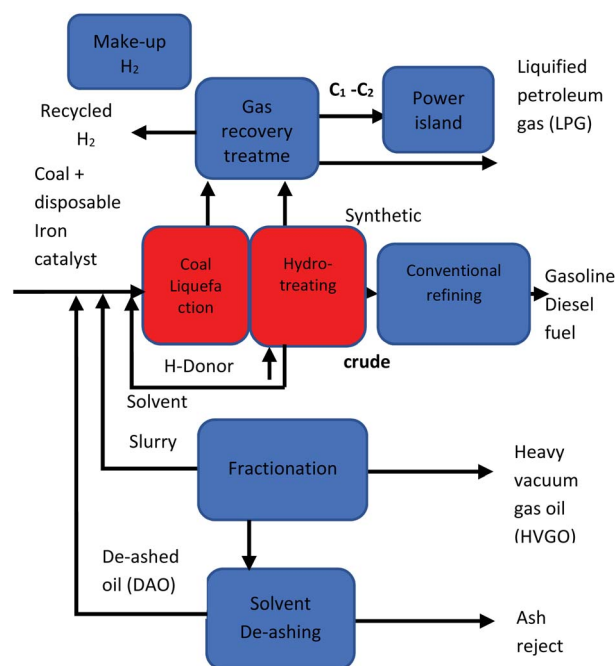 Make-up
H₂
Gas
recovery
treatme
C₁ -C₂
Power
island
Liquified
petroleum
gas (LPG)
Recycled
H₂
Coal +
disposable
Iron
catalyst
Synthetic
Coal
Liquefa
ction
Hydro-
treating
Conventional
refining
Gasoline
Diesel
fuel
H-Donor
crude
Solvent
Slurry
Fractionation
Heavy
vacuum
gas oil
(HVGO)
De-ashed
oil (DAO)
Solvent
De-ashing
Ash
reject